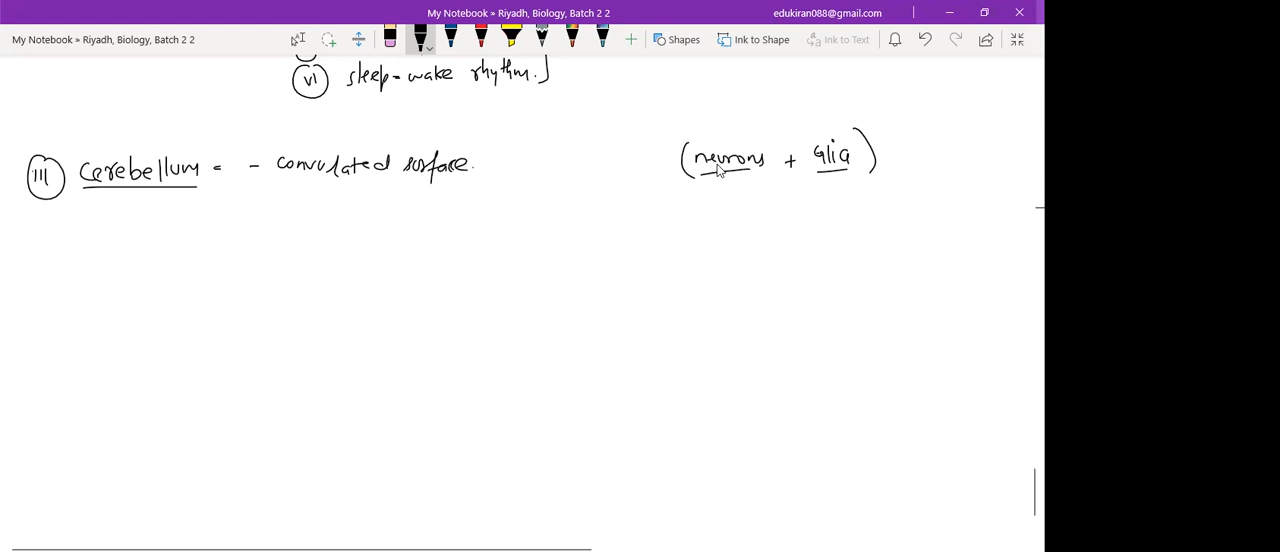 My Notebook » Riyadh, Biology, Batch 2 2
edukiran088@gmail.com
My Notebook » Riyadh, Biology, Batch 2 2
Shapes
Ink to Shape
Ink to Text
vi sleep-wake rhythm.]
III Cerebellum = - convulated surface.
(neurons + Glia)